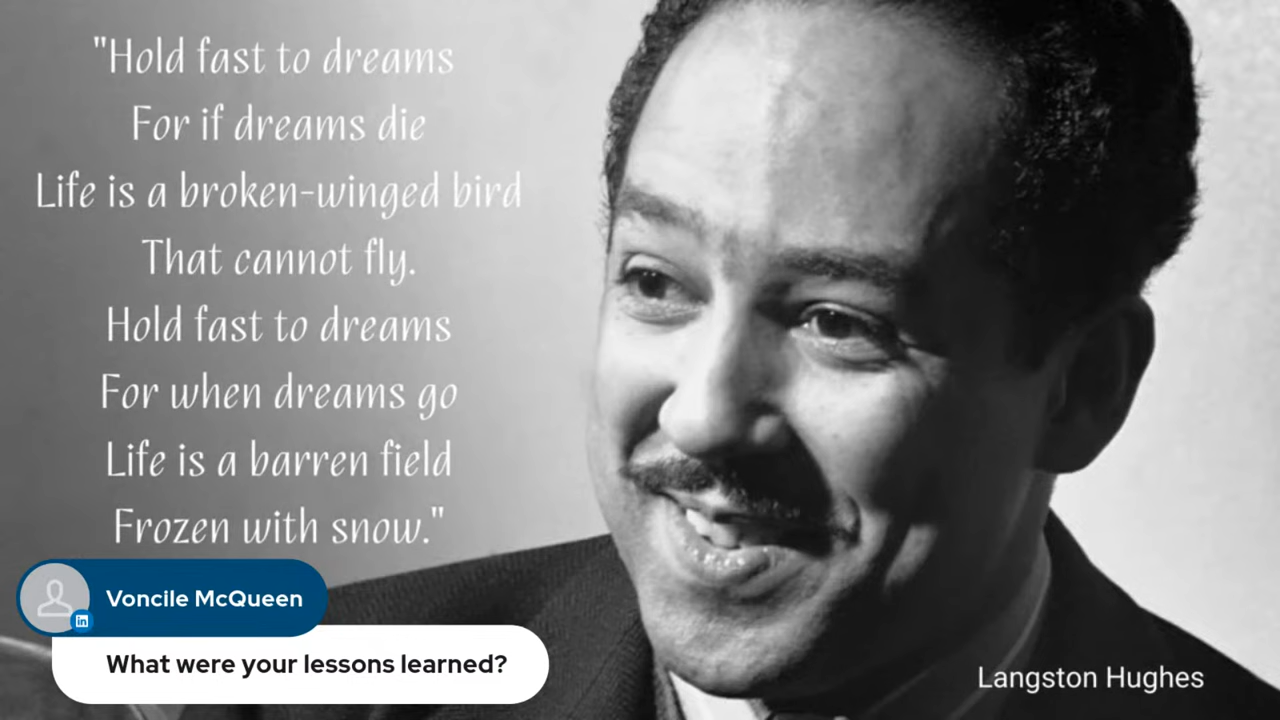 "Hold fast to dreams
For if dreams die
Life is a broken-winged bird
That cannot fly.
Hold fast to dreams
For when dreams go
Life is a barren field
Frozen with snow."
Voncile McQueen
in
What were your lessons learned?
Langston Hughes